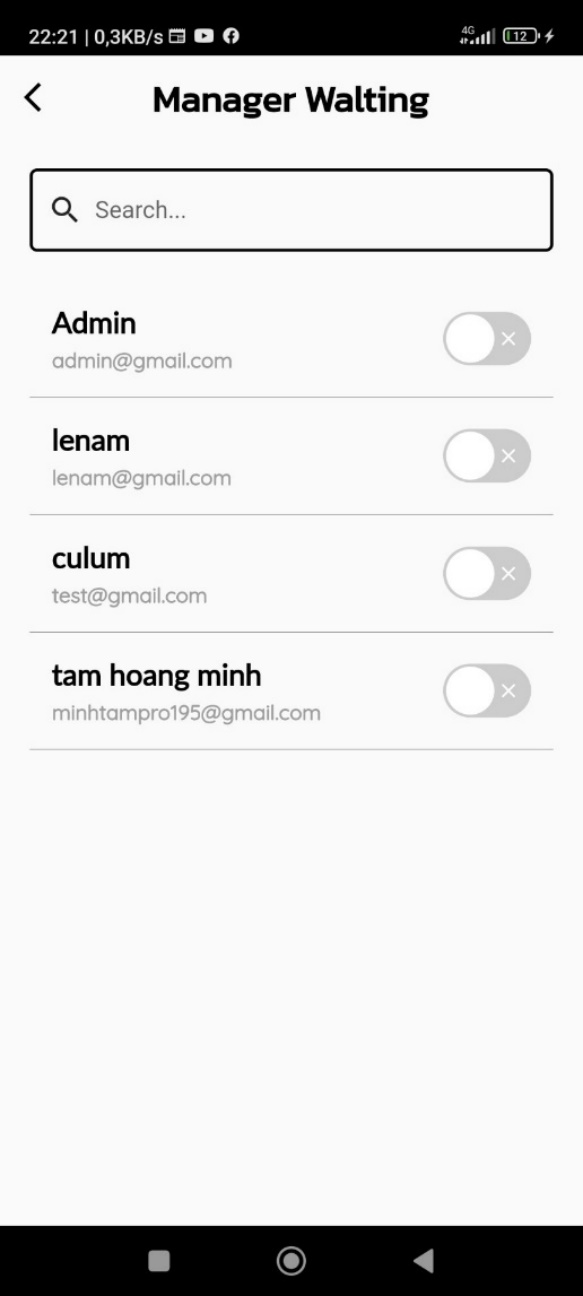 22:21 | 0,3KB/s 4G 12
Manager Walting
Search...
Admin
admin@gmail.com
lenam
lenam@gmail.com
culum
test@gmail.com
tam hoang minh
minhtampro195@gmail.com